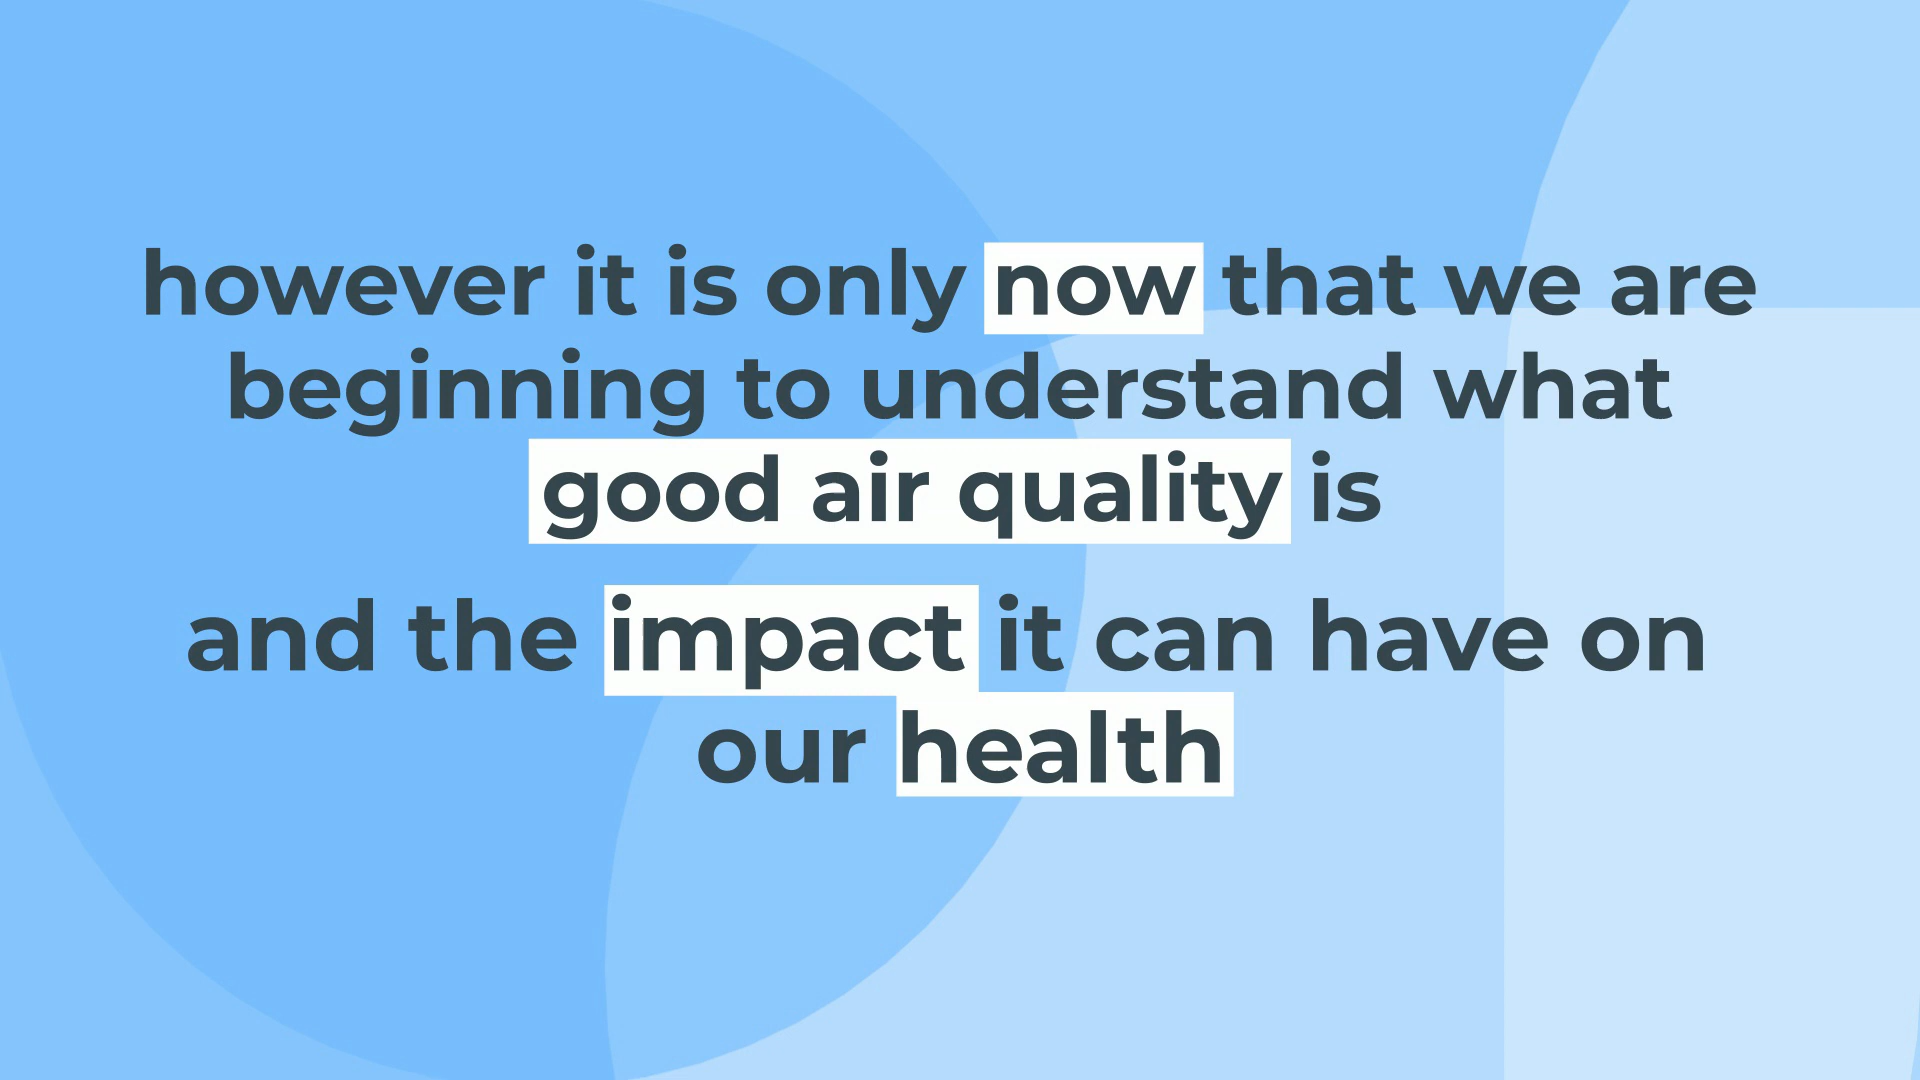 however it is only now that we are
beginning to understand what
good air quality is
and the impact it can have on
our health